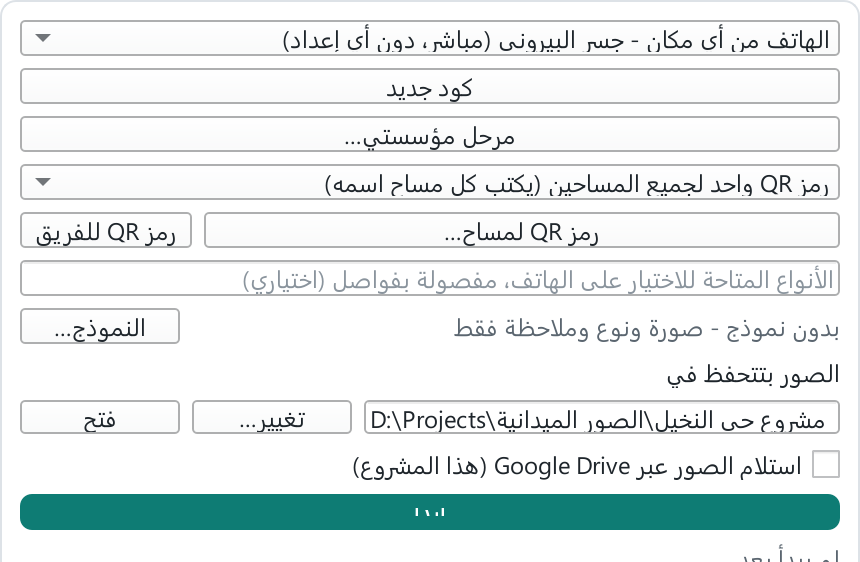 الهاتف من أي مكان - جسر البيروني (مباشر، دون أي إعداد)
كود جديد
مرحل مؤسستي...
رمز QR واحد لجميع المساحين (يكتب كل مساح اسمه)
رمز QR لمساح...
رمز QR للفريق
الأنواع المتاحة للاختيار على الهاتف، مفصولة بفواصل (اختياري)
بدون نموذج - صورة ونوع وملاحظة فقط
النموذج...
الصور بتتحفظ في
D:\Projects\مشروع حي النخيل\الصور الميدانية
تغيير...
فتح
استلام الصور عبر Google Drive (هذا المشروع)
لم يبدأ بعد